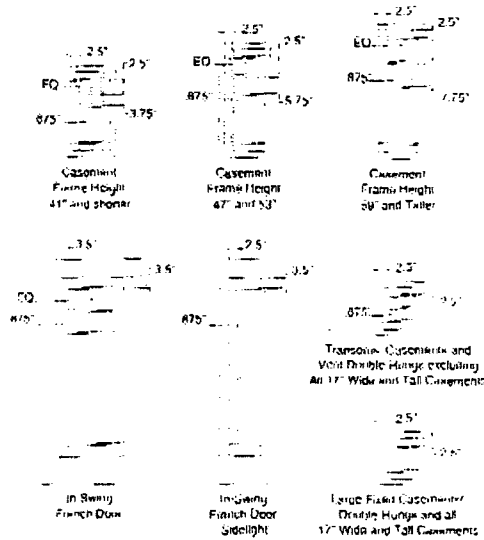 2.5"
2.5"
EQ
.875"
3.75"
Casement
Frame Height
41" and shorter
2.5"
2.5"
EQ
.875"
5.75"
Casement
Frame Height
47" and 53"
2.5"
2.5"
EQ
.875"
7.75"
Casement
Frame Height
59" and Taller
3.5"
3.5"
EQ
.875"
In-Swing
French Door
2.5"
3.5"
.875"
In-Swing
French Door
Sidelight
2.5"
.875"
Transoms, Casements and
Vent Double Hungs excluding
All 17" Wide and Tall Casements
2.5"
Large Fixed Casements/
Double Hungs and all
17" Wide and Tall Casements